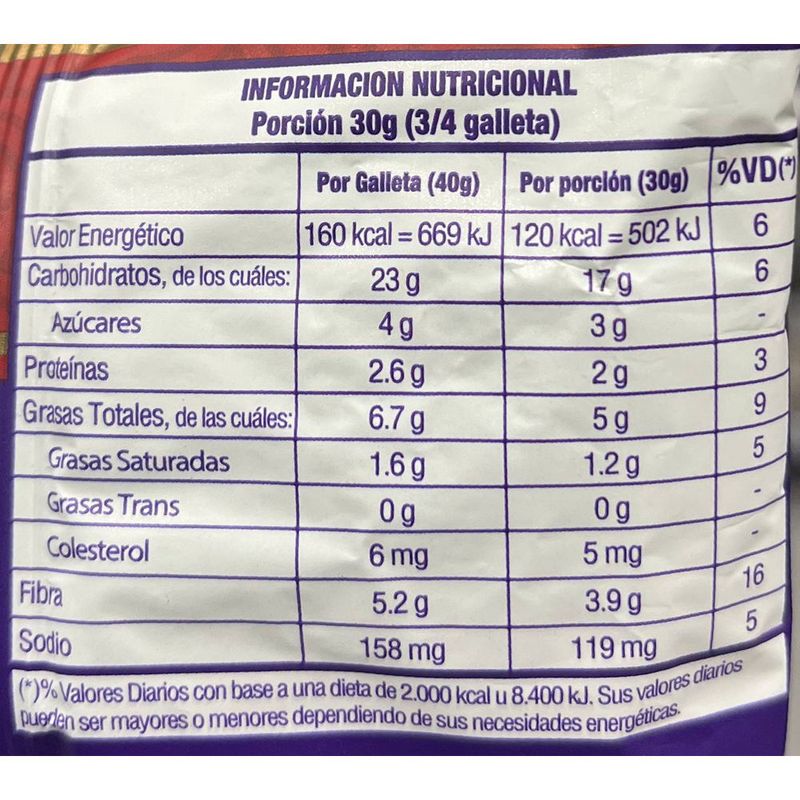 INFORMACION NUTRICIONAL
Porción 30g (3/4 galleta)
Por Galleta (40g) Por porción (30g) %VD(*)
Valor Energético 160 kcal = 669 kJ 120 kcal = 502 kJ 6
Carbohidratos, de los cuáles: 23 g 17 g 6
Azúcares 4 g 3 g -
Proteínas 2.6 g 2 g 3
Grasas Totales, de las cuáles: 6.7 g 5 g 9
Grasas Saturadas 1.6 g 1.2 g 5
Grasas Trans 0 g 0 g -
Colesterol 6 mg 5 mg -
Fibra 5.2 g 3.9 g 16
Sodio 158 mg 119 mg 5
(*)% Valores Diarios con base a una dieta de 2.000 kcal u 8.400 kJ. Sus valores diarios
pueden ser mayores o menores dependiendo de sus necesidades energéticas.